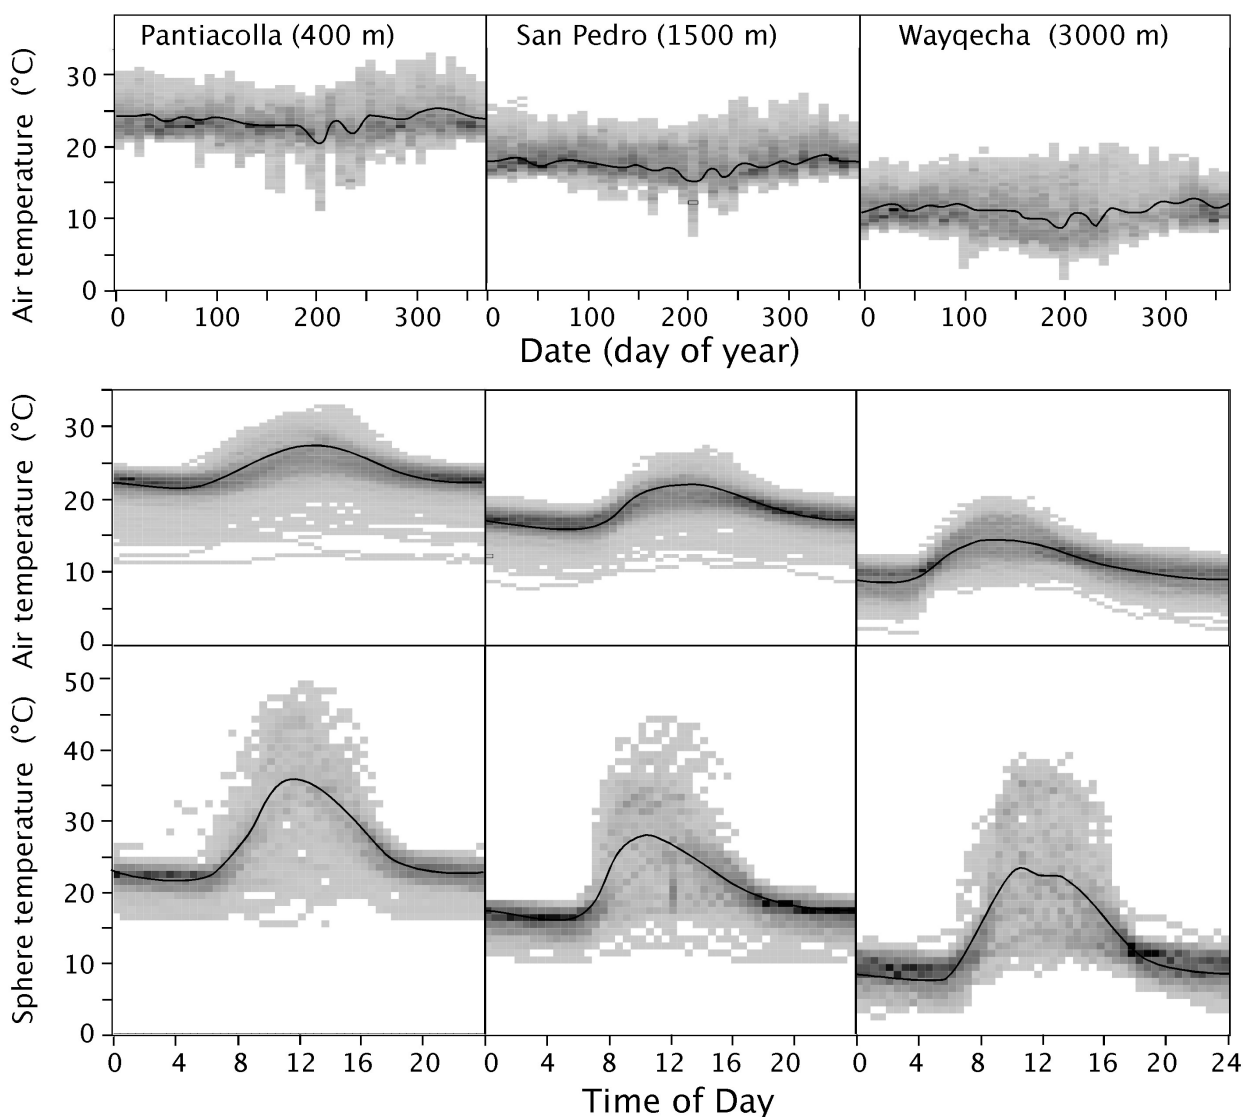 Pantiacolla (400 m) San Pedro (1500 m) Wayqecha (3000 m)
Air temperature (°C)
30
20
10
0
0 100 200 300 0 100 200 300 0 100 200 300
Date (day of year)
Air temperature (°C)
30
20
10
0
Sphere temperature (°C)
50
40
30
20
10
0
0 4 8 12 16 20 0 4 8 12 16 20 0 4 8 12 16 20 24
Time of Day